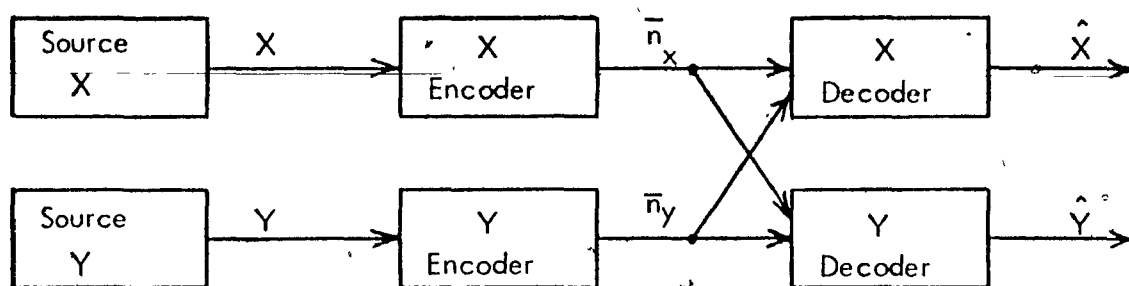 Source
X
X
X
Encoder
n̄x
X
Decoder
X̂
Source
Y
Y
Y
Encoder
n̄y
Y
Decoder
Ŷ